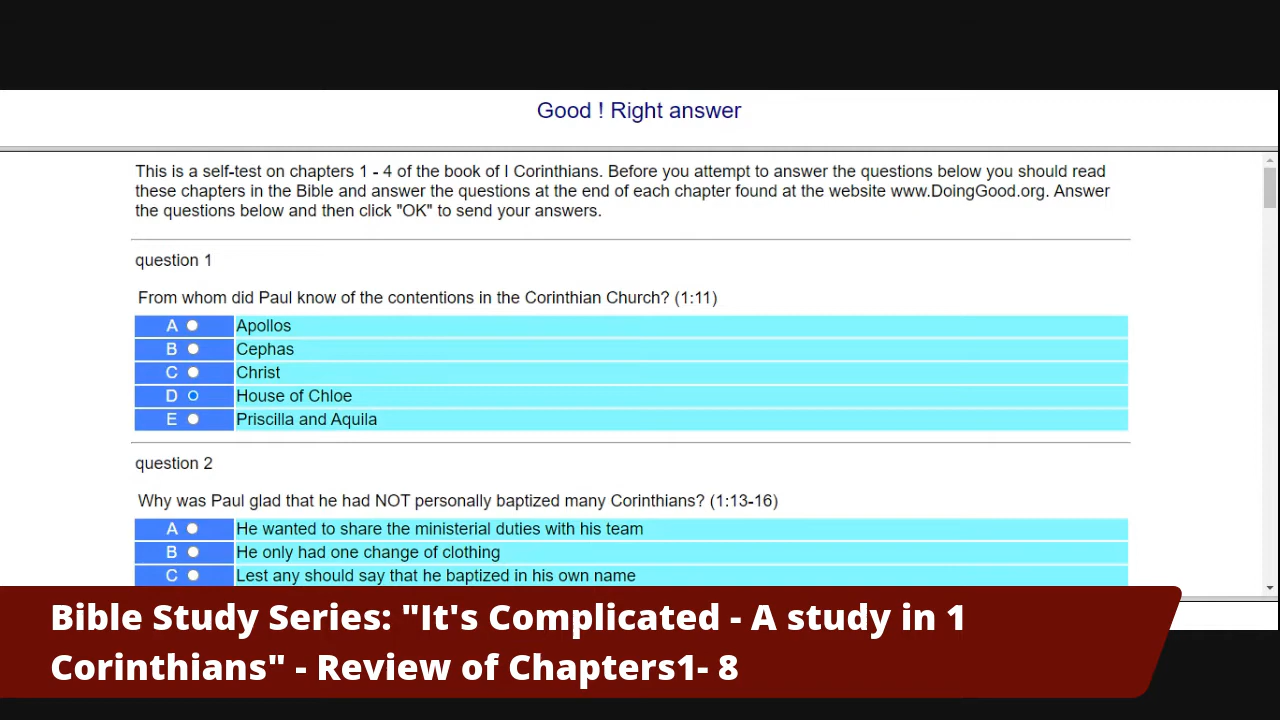 Good ! Right answer
This is a self-test on chapters 1 - 4 of the book of I Corinthians. Before you attempt to answer the questions below you should read
these chapters in the Bible and answer the questions at the end of each chapter found at the website www.DoingGood.org. Answer
the questions below and then click "OK" to send your answers.
question 1
From whom did Paul know of the contentions in the Corinthian Church? (1:11)
A Apollos
B Cephas
C Christ
D House of Chloe
E Priscilla and Aquila
question 2
Why was Paul glad that he had NOT personally baptized many Corinthians? (1:13-16)
A He wanted to share the ministerial duties with his team
B He only had one change of clothing
C Lest any should say that he baptized in his own name
Bible Study Series: "It's Complicated - A study in 1
Corinthians" - Review of Chapters1- 8